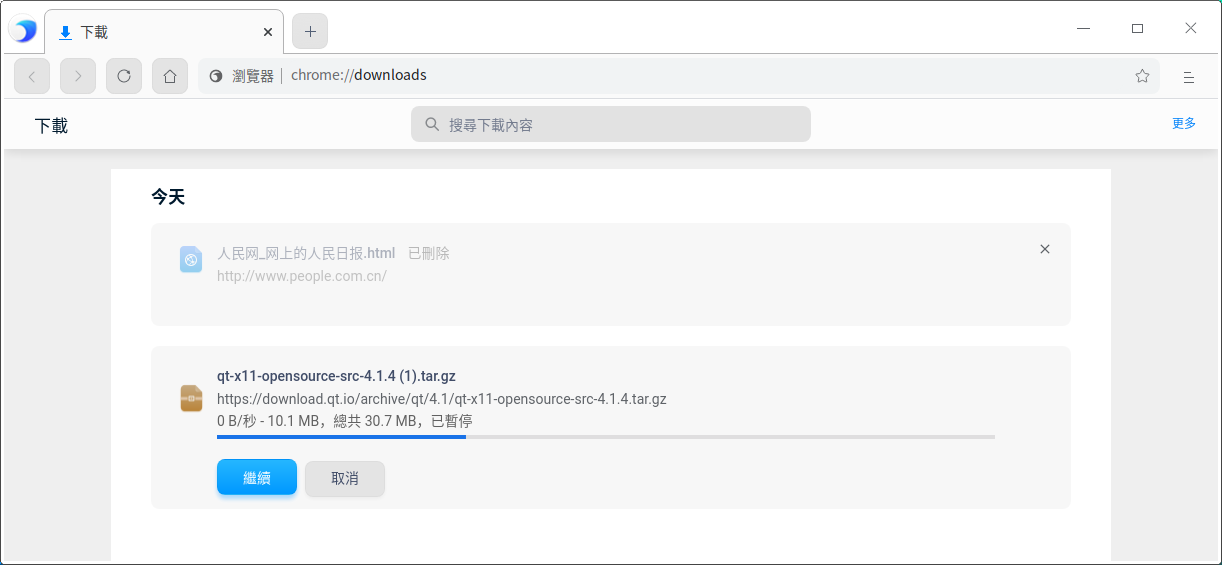 下載
瀏覽器 | chrome://downloads
下載
搜尋下載內容
更多
今天
人民网_网上的人民日报.html 已刪除
http://www.people.com.cn/
qt-x11-opensource-src-4.1.4 (1).tar.gz
https://download.qt.io/archive/qt/4.1/qt-x11-opensource-src-4.1.4.tar.gz
0 B/秒 - 10.1 MB，總共 30.7 MB，已暫停
繼續
取消